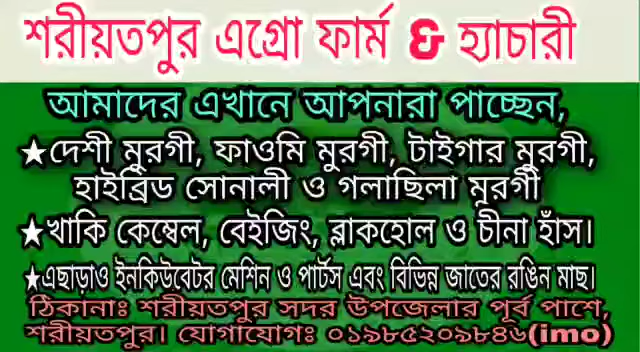 শরীয়তপুর এগ্রো ফার্ম & হ্যাচারী
আমাদের এখানে আপনারা পাচ্ছেন,
★দেশী মুরগী, ফাওমি মুরগী, টাইগার মুরগী,
হাইব্রিড সোনালী ও গলাছিলা মুরগী
★খাকি কেম্বেল, বেইজিং, ব্লাকহোল ও চীনা হাঁস।
★এছাড়াও ইনকিউবেটর মেশিন ও পার্টস এবং বিভিন্ন জাতের রঙিন মাছ।
ঠিকানাঃ শরীয়তপুর সদর উপজেলার পূর্ব পাশে,
শরীয়তপুর। যোগাযোগঃ ০১৯৮৫২০৯৮৪৬(imo)